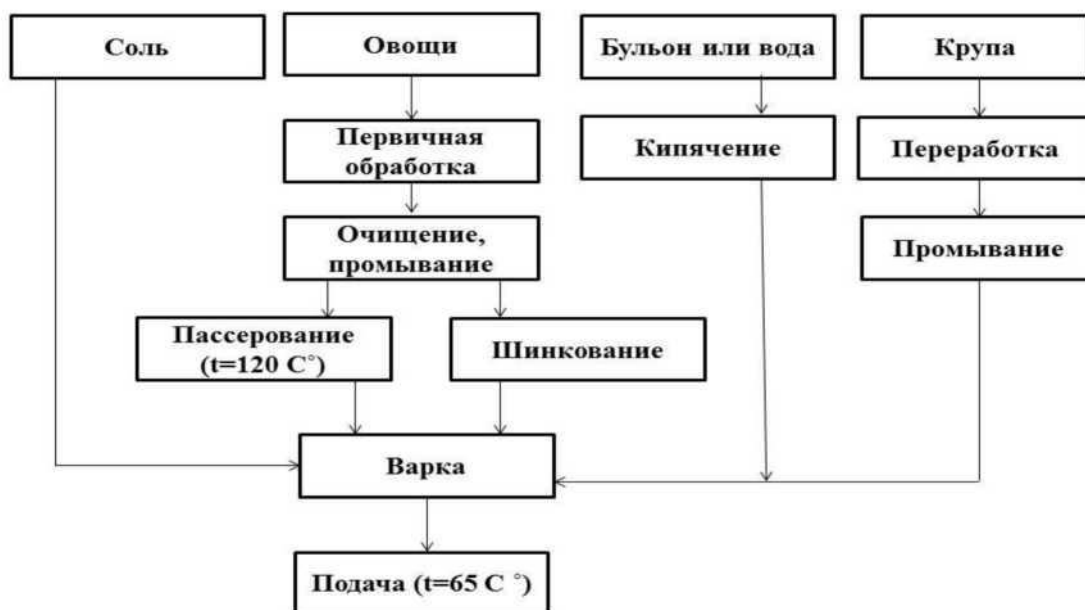 Соль
Овощи
Бульон или вода
Крупа
Первичная
обработка
Кипячение
Переработка
Очищение,
промывание
Промывание
Пассерование
(t=120 С˚)
Шинкование
Варка
Подача (t=65 С ˚)